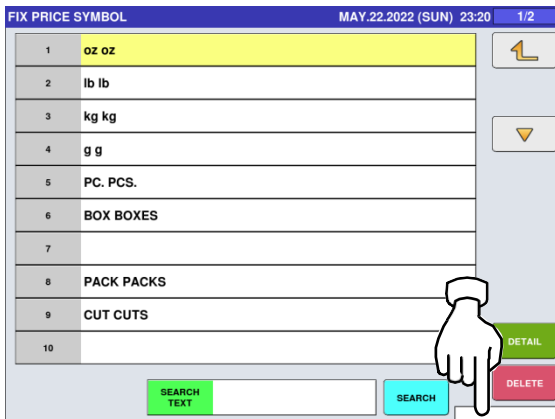 FIX PRICE SYMBOL MAY.22.2022 (SUN) 23:20 1/2
1 oz oz
2 lb lb
3 kg kg
4 g g
5 PC. PCS.
6 BOX BOXES
7
8 PACK PACKS
9 CUT CUTS
10
DETAIL
DELETE
SEARCH
TEXT
SEARCH